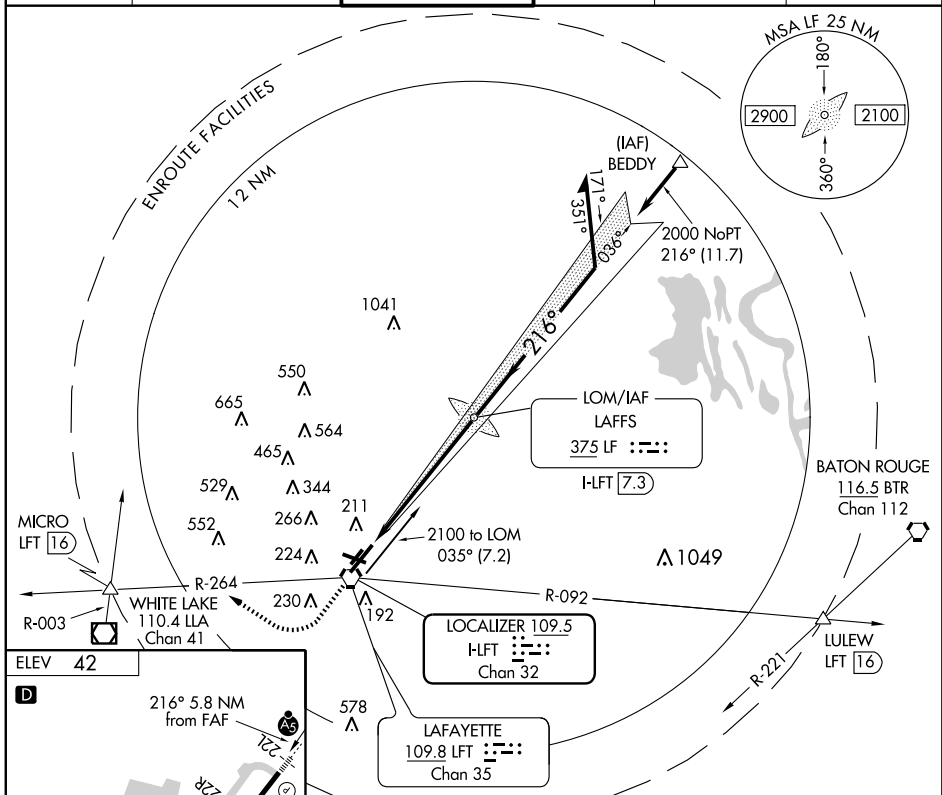 MSA LF 25 NM
180°
2900
2100
360°
ENROUTE FACILITIES
12 NM
(IAF)
BEDDY
171°
351°
036°
2000 NoPT
216° (11.7)
1041
216°
550
665
564
465
529
344
266
211
552
224
LOM/IAF
LAFFS
375 LF
I-LFT 7.3
BATON ROUGE
116.5 BTR
Chan 112
MICRO
LFT 16
2100 to LOM
035° (7.2)
1049
R-264
R-003
WHITE LAKE
110.4 LLA
Chan 41
230
192
R-092
LOCALIZER 109.5
I-LFT
Chan 32
LULEW
LFT 16
R-221
ELEV 42
D
216° 5.8 NM
from FAF
A5
22L
22R
578
LAFAYETTE
109.8 LFT
Chan 35